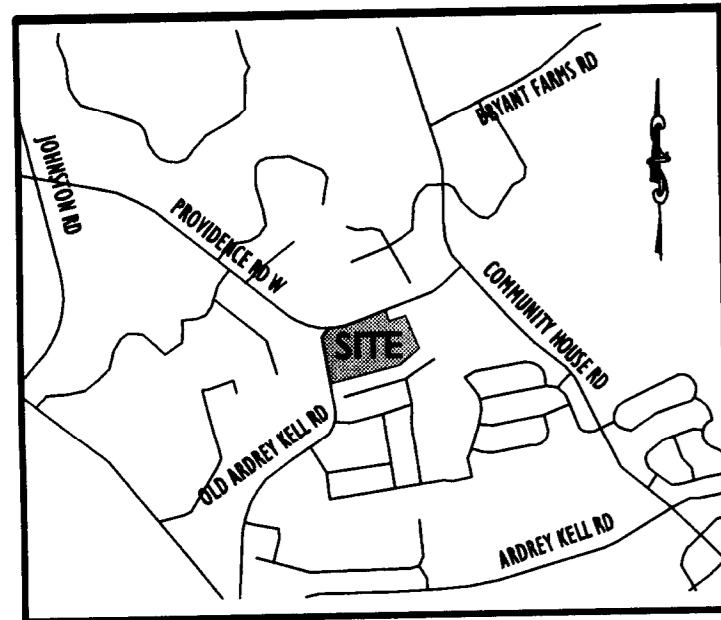 BRYANT FARMS RD
JOHNSTON RD
PROVIDENCE RD W
COMMUNITY HOUSE RD
SITE
OLD ARDREY KELL RD
ARDREY KELL RD